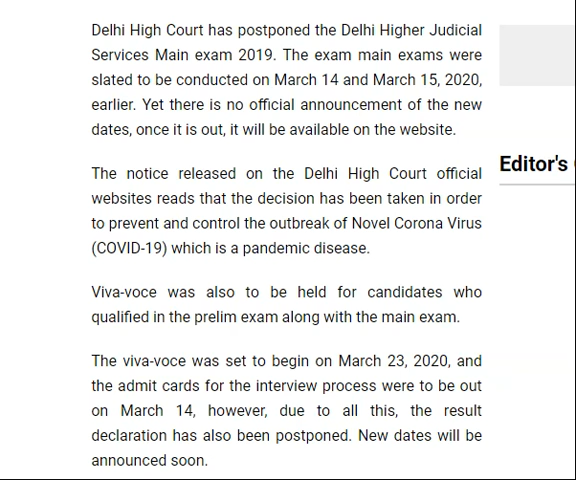 Delhi High Court has postponed the Delhi Higher Judicial
Services Main exam 2019. The exam main exams were
slated to be conducted on March 14 and March 15, 2020,
earlier. Yet there is no official announcement of the new
dates, once it is out, it will be available on the website.
The notice released on the Delhi High Court official
websites reads that the decision has been taken in order
to prevent and control the outbreak of Novel Corona Virus
(COVID-19) which is a pandemic disease.
Viva-voce was also to be held for candidates who
qualified in the prelim exam along with the main exam.
The viva-voce was set to begin on March 23, 2020, and
the admit cards for the interview process were to be out
on March 14, however, due to all this, the result
declaration has also been postponed. New dates will be
announced soon.
Editor's